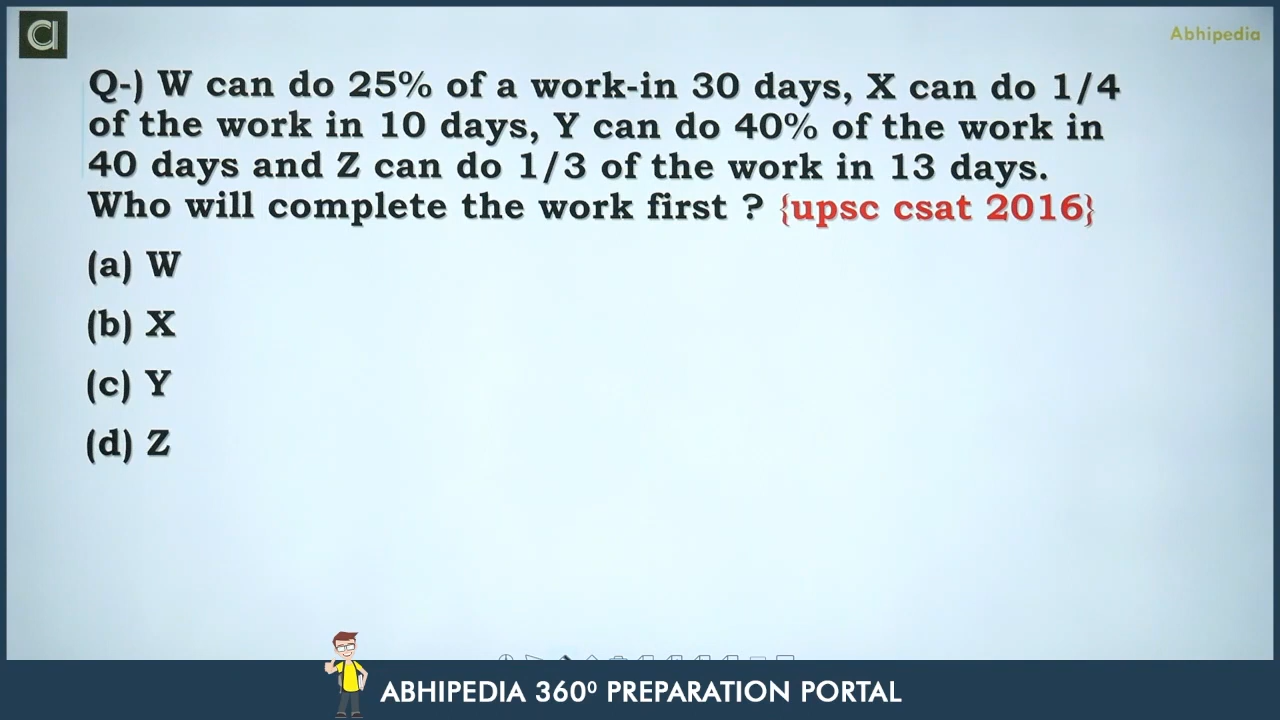 Abhipedia
Q-) W can do 25% of a work-in 30 days, X can do 1/4
of the work in 10 days, Y can do 40% of the work in
40 days and Z can do 1/3 of the work in 13 days.
Who will complete the work first ? {upsc csat 2016}
(a) W
(b) X
(c) Y
(d) Z
ABHIPEDIA 360⁰ PREPARATION PORTAL